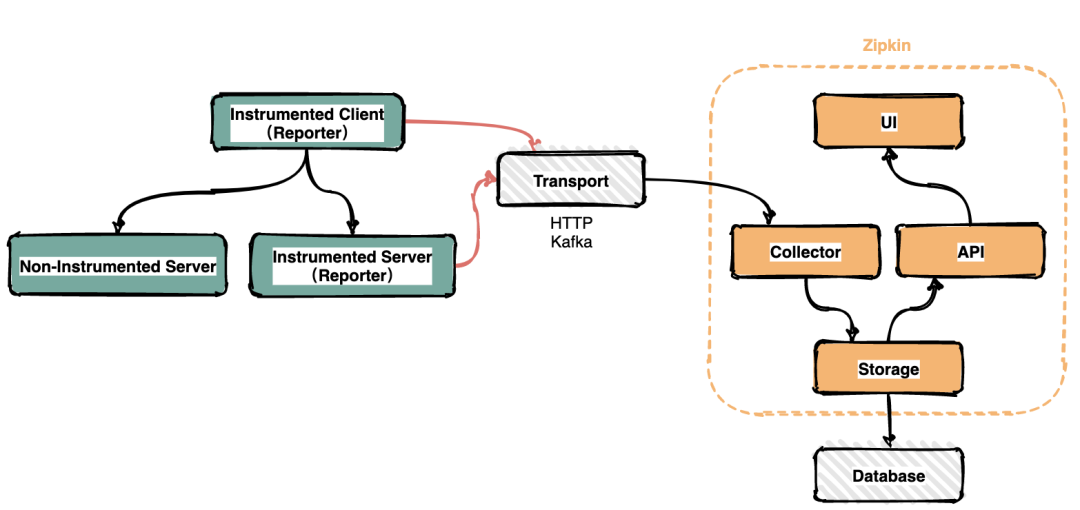 Zipkin
Instrumented Client
（Reporter）
UI
Transport
HTTP
Kafka
Non-Instrumented Server
Instrumented Server
（Reporter）
Collector
API
Storage
Database